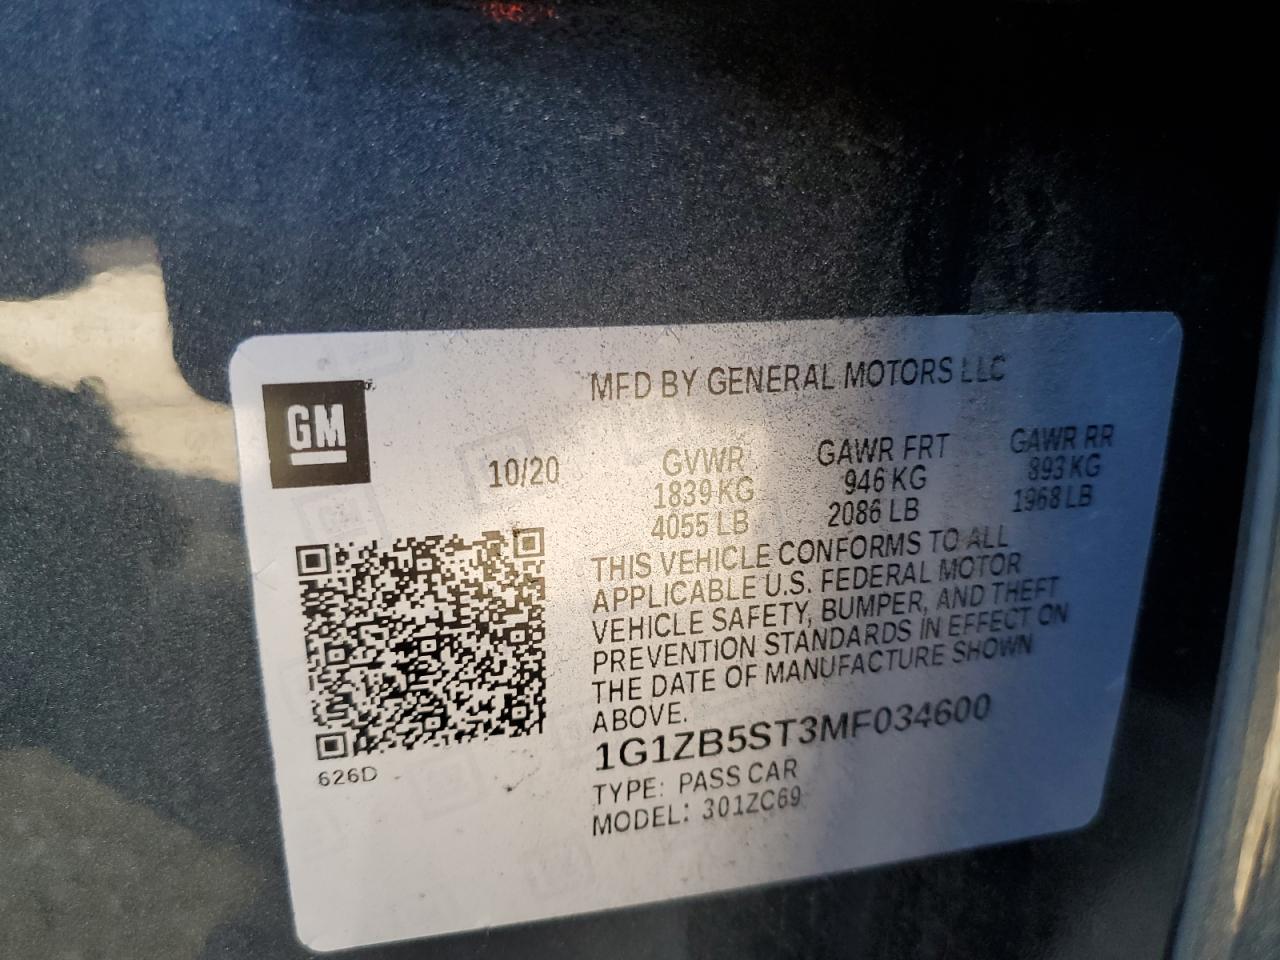 GM
MFD BY GENERAL MOTORS LLC
10/20
GVWR GAWR FRT GAWR RR
1839 KG 946 KG 893 KG
4055 LB 2086 LB 1968 LB
THIS VEHICLE CONFORMS TO ALL
APPLICABLE U.S. FEDERAL MOTOR
VEHICLE SAFETY, BUMPER, AND THEFT
PREVENTION STANDARDS IN EFFECT ON
THE DATE OF MANUFACTURE SHOWN
ABOVE.
1G1ZB5ST3MF034600
TYPE: PASS CAR
MODEL: 301ZC69
626D